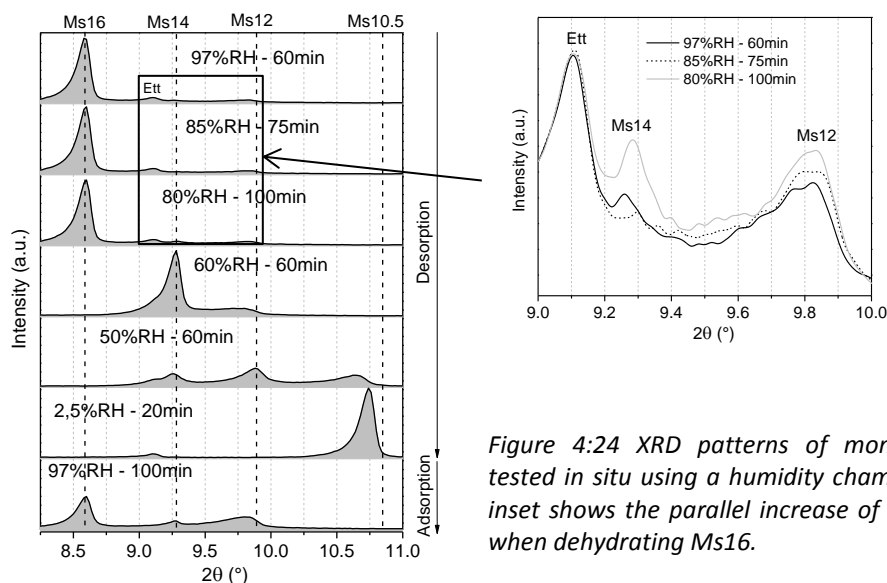 Ms16 Ms14 Ms12 Ms10.5
97%RH - 60min
Ett
85%RH - 75min
80%RH - 100min
60%RH - 60min
50%RH - 60min
2,5%RH - 20min
97%RH - 100min
Intensity (a.u.)
Desorption
Adsorption
8.5 9.0 9.5 10.0 10.5 11.0
2θ (°)
Ett
97%RH - 60min
85%RH - 75min
80%RH - 100min
Ms14
Ms12
Intensity (a.u.)
9.0 9.2 9.4 9.6 9.8 10.0
2θ (°)
Figure 4:24 XRD patterns of mor
tested in situ using a humidity cham
inset shows the parallel increase of
when dehydrating Ms16.